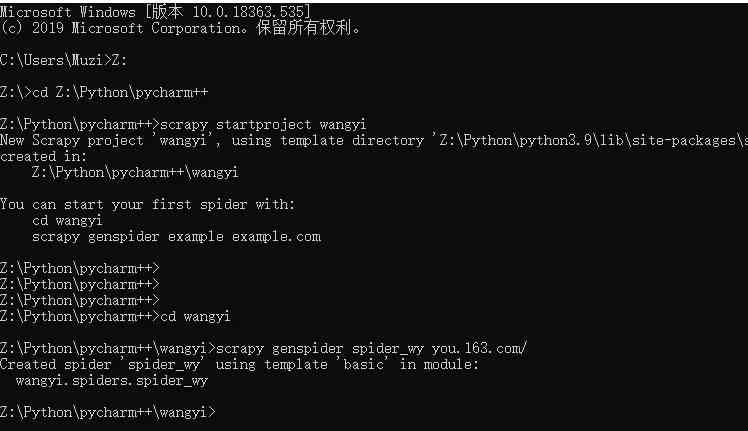 Microsoft Windows [版本 10.0.18363.535]
(c) 2019 Microsoft Corporation。保留所有权利。
C:\Users\Muzi>Z:
Z:\>cd Z:\Python\pycharm++
Z:\Python\pycharm++>scrapy startproject wangyi
New Scrapy project 'wangyi', using template directory 'Z:\Python\python3.9\lib\site-packages\s
created in:
    Z:\Python\pycharm++\wangyi
You can start your first spider with:
    cd wangyi
    scrapy genspider example example.com
Z:\Python\pycharm++>
Z:\Python\pycharm++>
Z:\Python\pycharm++>
Z:\Python\pycharm++>cd wangyi
Z:\Python\pycharm++\wangyi>scrapy genspider spider_wy you.163.com/
Created spider 'spider_wy' using template 'basic' in module:
  wangyi.spiders.spider_wy
Z:\Python\pycharm++\wangyi>